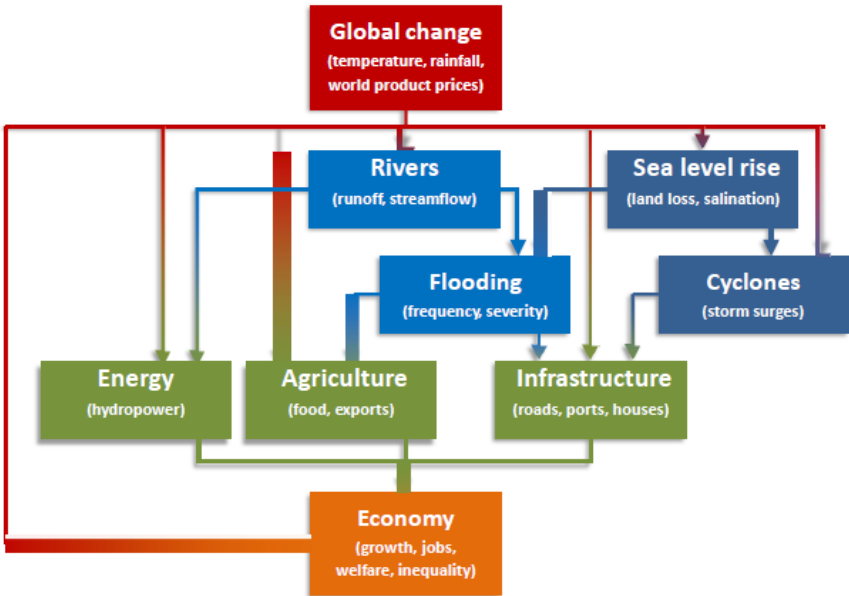 Global change
(temperature, rainfall,
world product prices)
Rivers
(runoff, streamflow)
Sea level rise
(land loss, salination)
Flooding
(frequency, severity)
Cyclones
(storm surges)
Energy
(hydropower)
Agriculture
(food, exports)
Infrastructure
(roads, ports, houses)
Economy
(growth, jobs,
welfare, inequality)